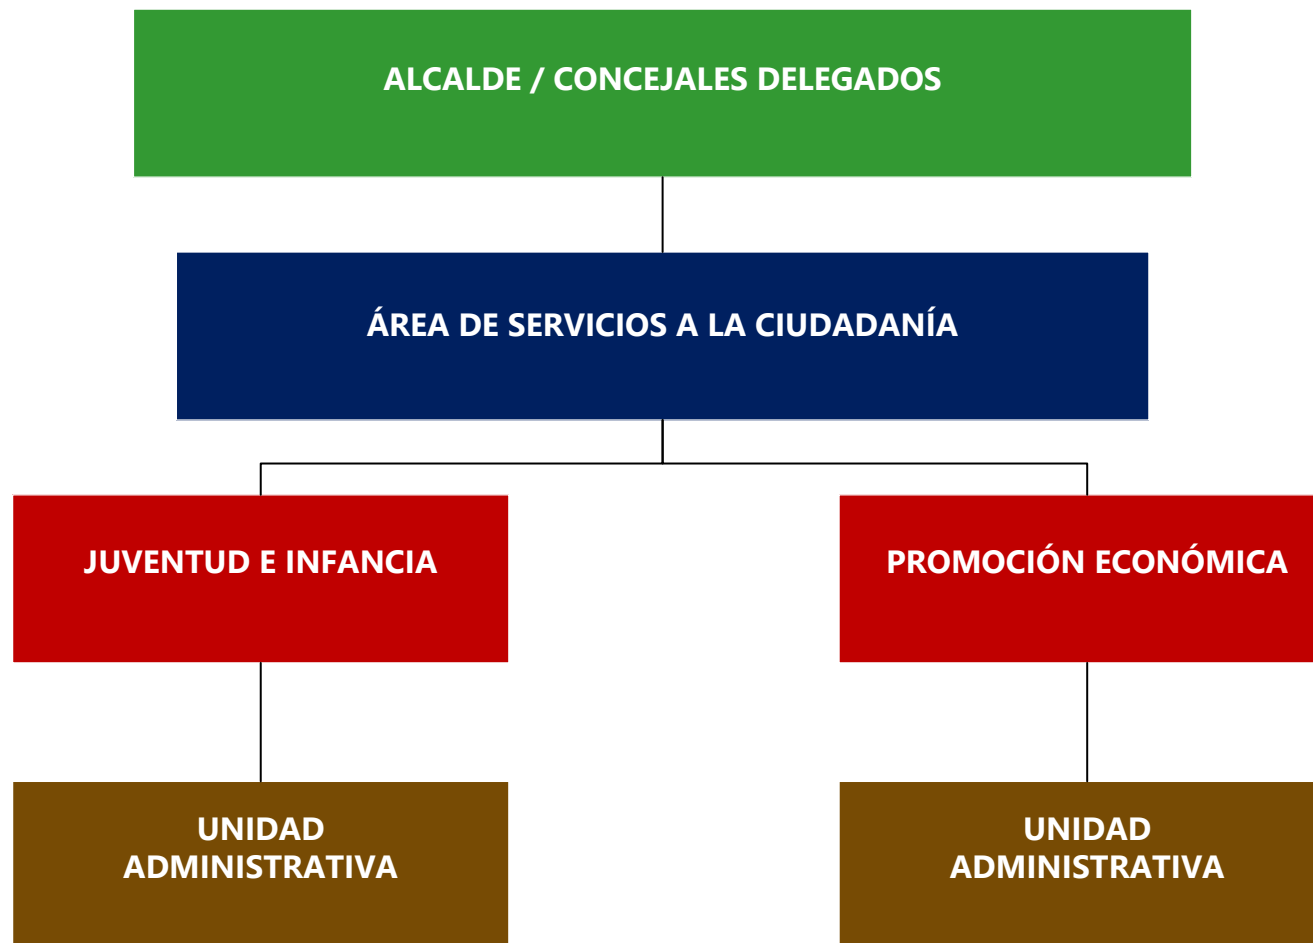 ALCALDE / CONCEJALES DELEGADOS
ÁREA DE SERVICIOS A LA CIUDADANÍA
JUVENTUD E INFANCIA
PROMOCIÓN ECONÓMICA
UNIDAD
ADMINISTRATIVA
UNIDAD
ADMINISTRATIVA